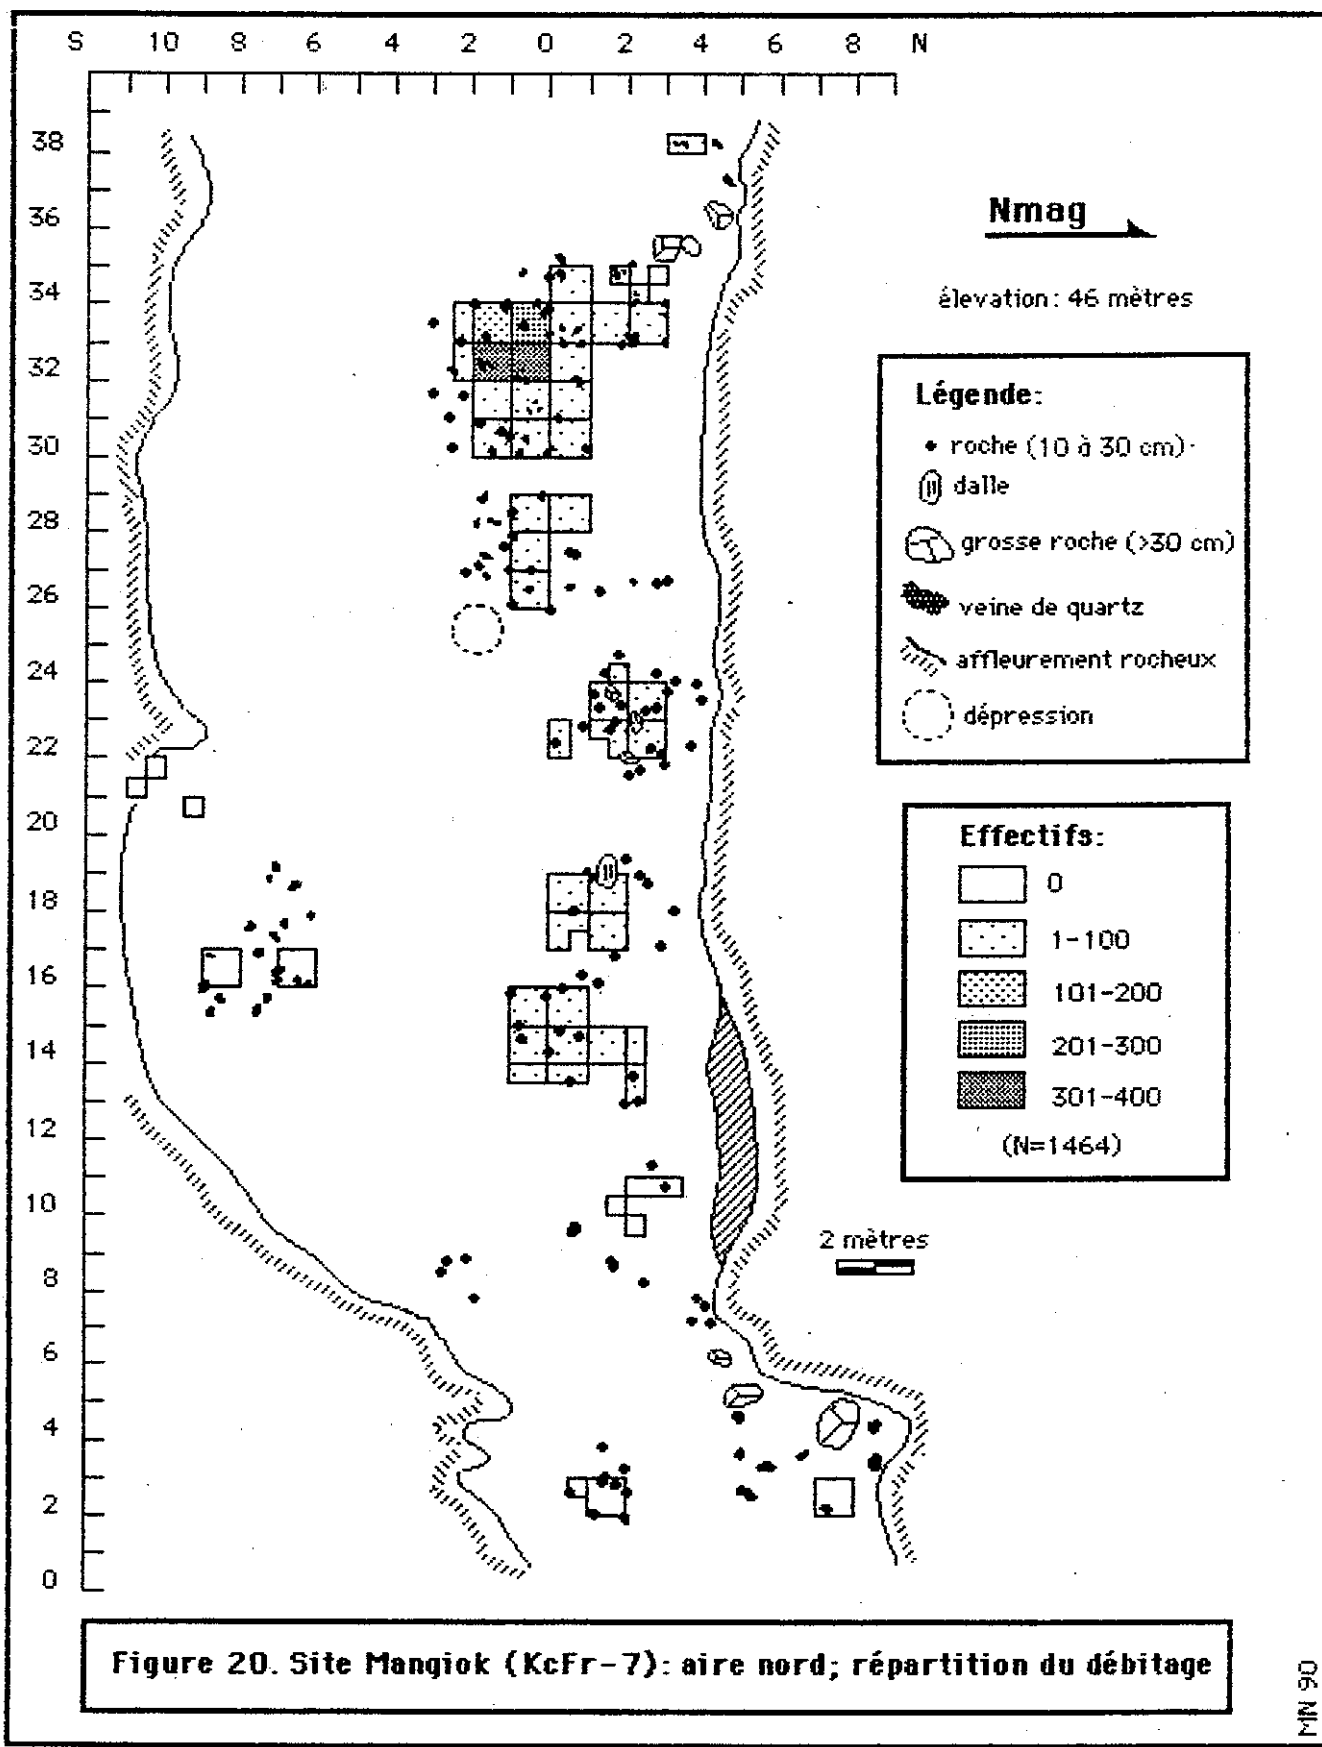 S 10 8 6 4 2 0 2 4 6 8 N
38
36
34
32
30
28
26
24
22
20
18
16
14
12
10
8
6
4
2
0
Nmag
élevation: 46 mètres
Légende:
roche (10 à 30 cm)
dalle
grosse roche (>30 cm)
veine de quartz
affleurement rocheux
dépression
Effectifs:
0
1-100
101-200
201-300
301-400
(N=1464)
2 mètres
Figure 20. Site Mangiok (KcFr-7): aire nord; répartition du débitage
MN 90